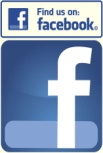 f Find us on:
facebook®
f